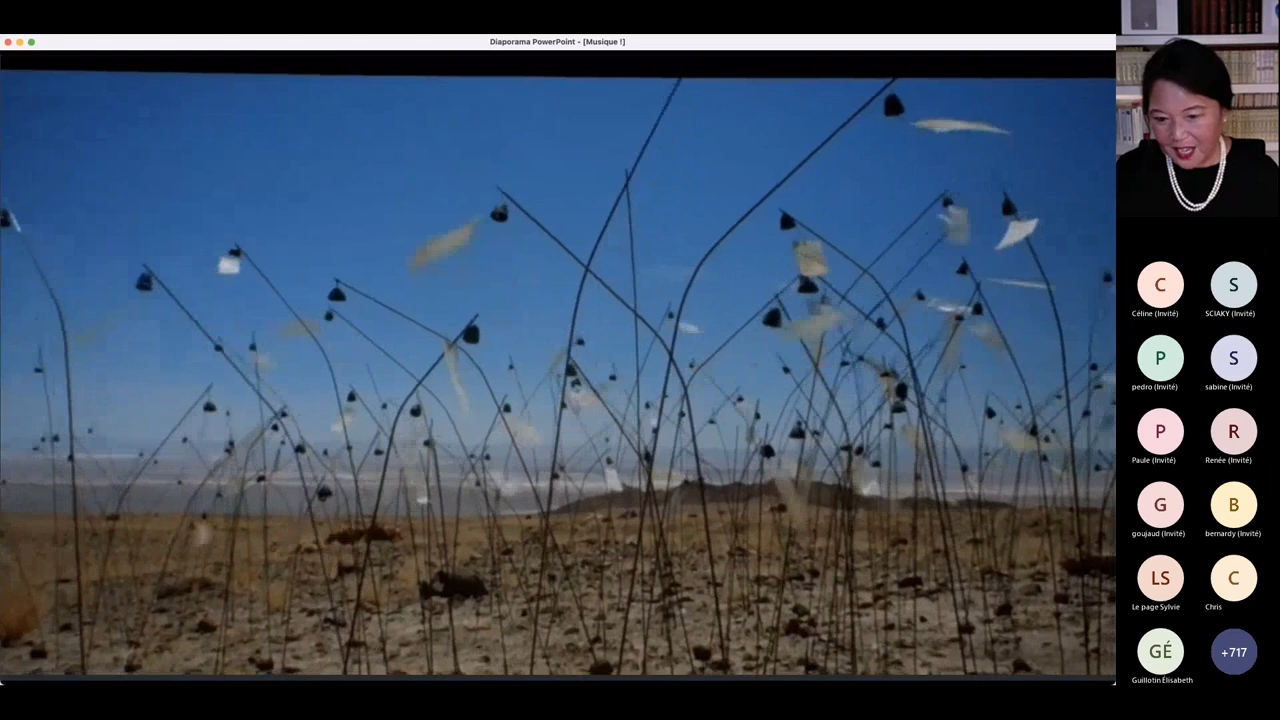 Diaporama PowerPoint - [Musique !]
C
S
Céline (Invité)
SCIAKY (Invité)
P
S
pedro (Invité)
sabine (Invité)
P
R
Paule (Invité)
Renée (Invité)
G
B
goujaud (Invité)
bernardy (Invité)
LS
C
Le page Sylvie
Chris
GÉ
+717
Guillotin Élisabeth